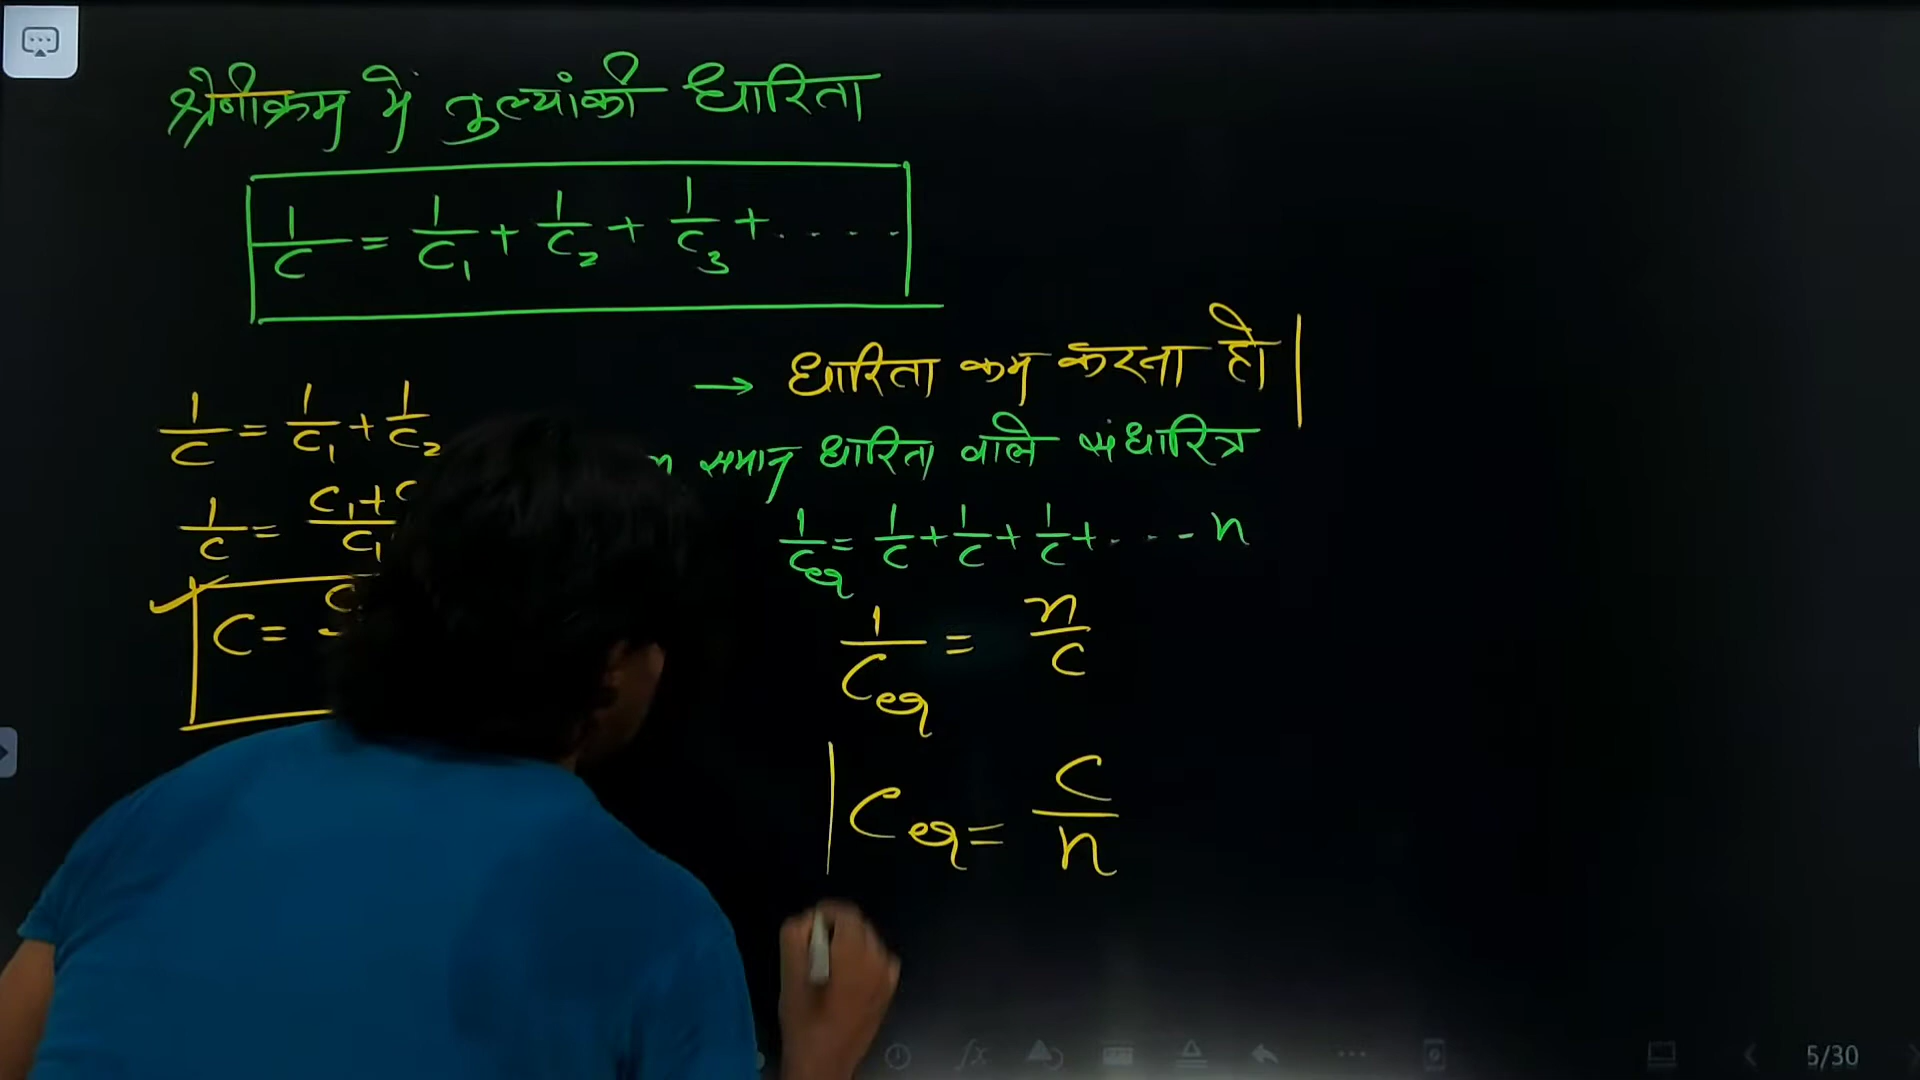 श्रेणीक्रम में तुल्यांकी धारिता
1/C = 1/C₁ + 1/C₂ + 1/C₃ + .....
→ धारिता कम करता हो
1/C = 1/C₁ + 1/C₂
1/C = C₁+C / C₁
C = C
n समान धारिता वाले संधारित्र
1/Ceq = 1/C + 1/C + 1/C + .... n
1/Ceq = n/C
Ceq = C/n
5/30